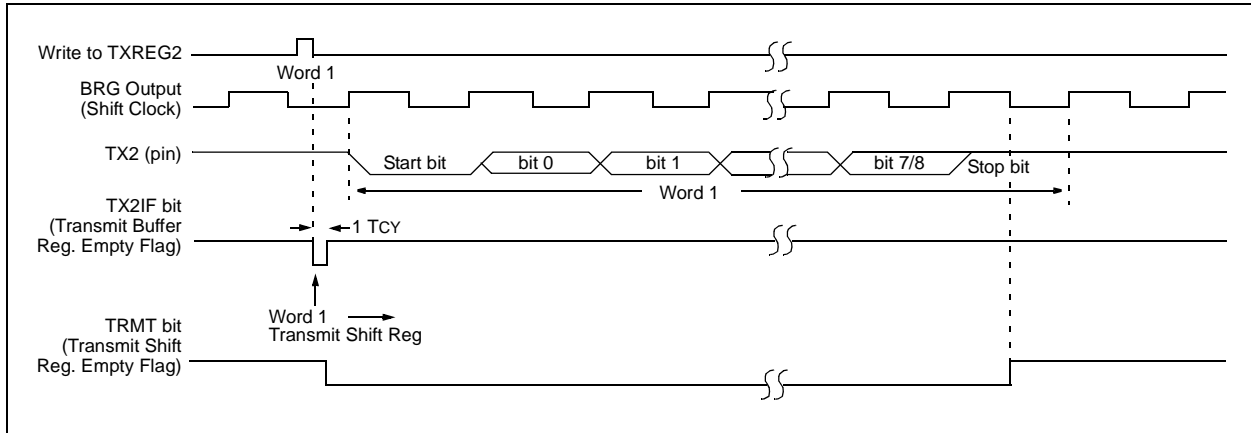 Write to TXREG2
Word 1
BRG Output
(Shift Clock)
TX2 (pin)
Start bit
bit 0
bit 1
bit 7/8
Stop bit
Word 1
TX2IF bit
(Transmit Buffer
Reg. Empty Flag)
1 TCY
Word 1
Transmit Shift Reg
TRMT bit
(Transmit Shift
Reg. Empty Flag)